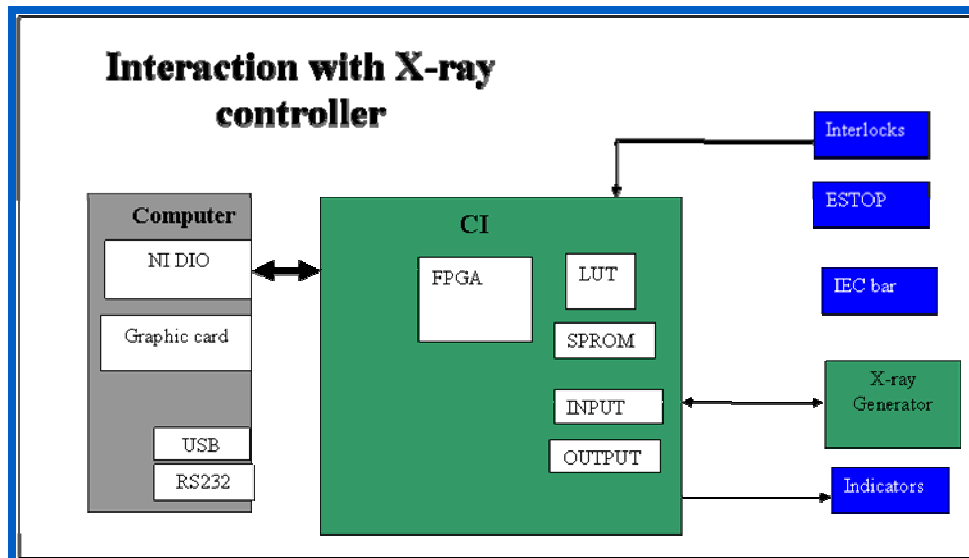 Interaction with X-ray
controller
Interlocks
ESTOP
IEC bar
Computer
NI DIO
Graphic card
USB
RS232
CI
FPGA
LUT
SPROM
INPUT
OUTPUT
X-ray
Generator
Indicators